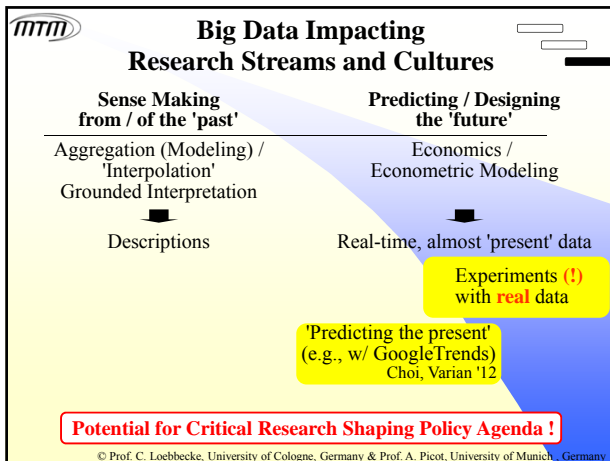 mtm
Big Data Impacting
Research Streams and Cultures
Sense Making
from / of the 'past'
Aggregation (Modeling) /
'Interpolation'
Grounded Interpretation
Descriptions
Predicting / Designing
the 'future'
Economics /
Econometric Modeling
Real-time, almost 'present' data
Experiments (!)
with real data
'Predicting the present'
(e.g., w/ GoogleTrends)
Choi, Varian '12
Potential for Critical Research Shaping Policy Agenda !
© Prof. C. Loebbecke, University of Cologne, Germany & Prof. A. Picot, University of Munich , Germany